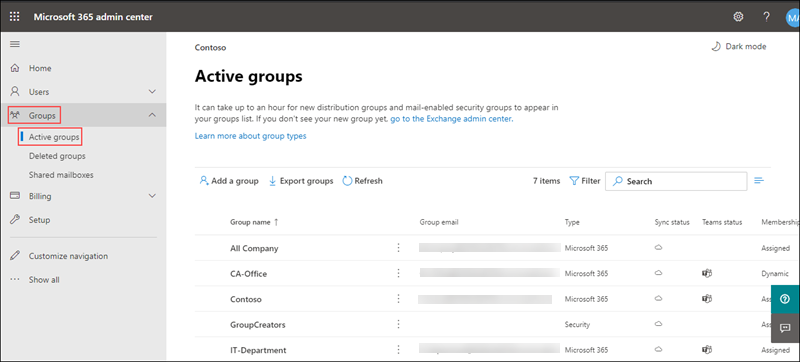 Microsoft 365 admin center
?
MA
Home
Users
Groups
Active groups
Deleted groups
Shared mailboxes
Billing
Setup
Customize navigation
Show all
Contoso
Dark mode
Active groups
It can take up to an hour for new distribution groups and mail-enabled security groups to appear in
your groups list. If you don't see your new group yet, go to the Exchange admin center.
Learn more about group types
Add a group Export groups Refresh 7 items Filter Search
Group name ↑ Group email Type Sync status Teams status Membership
All Company Microsoft 365 Assigned
CA-Office Microsoft 365 Dynamic
Contoso Microsoft 365
GroupCreators Security
IT-Department Microsoft 365 Assigned